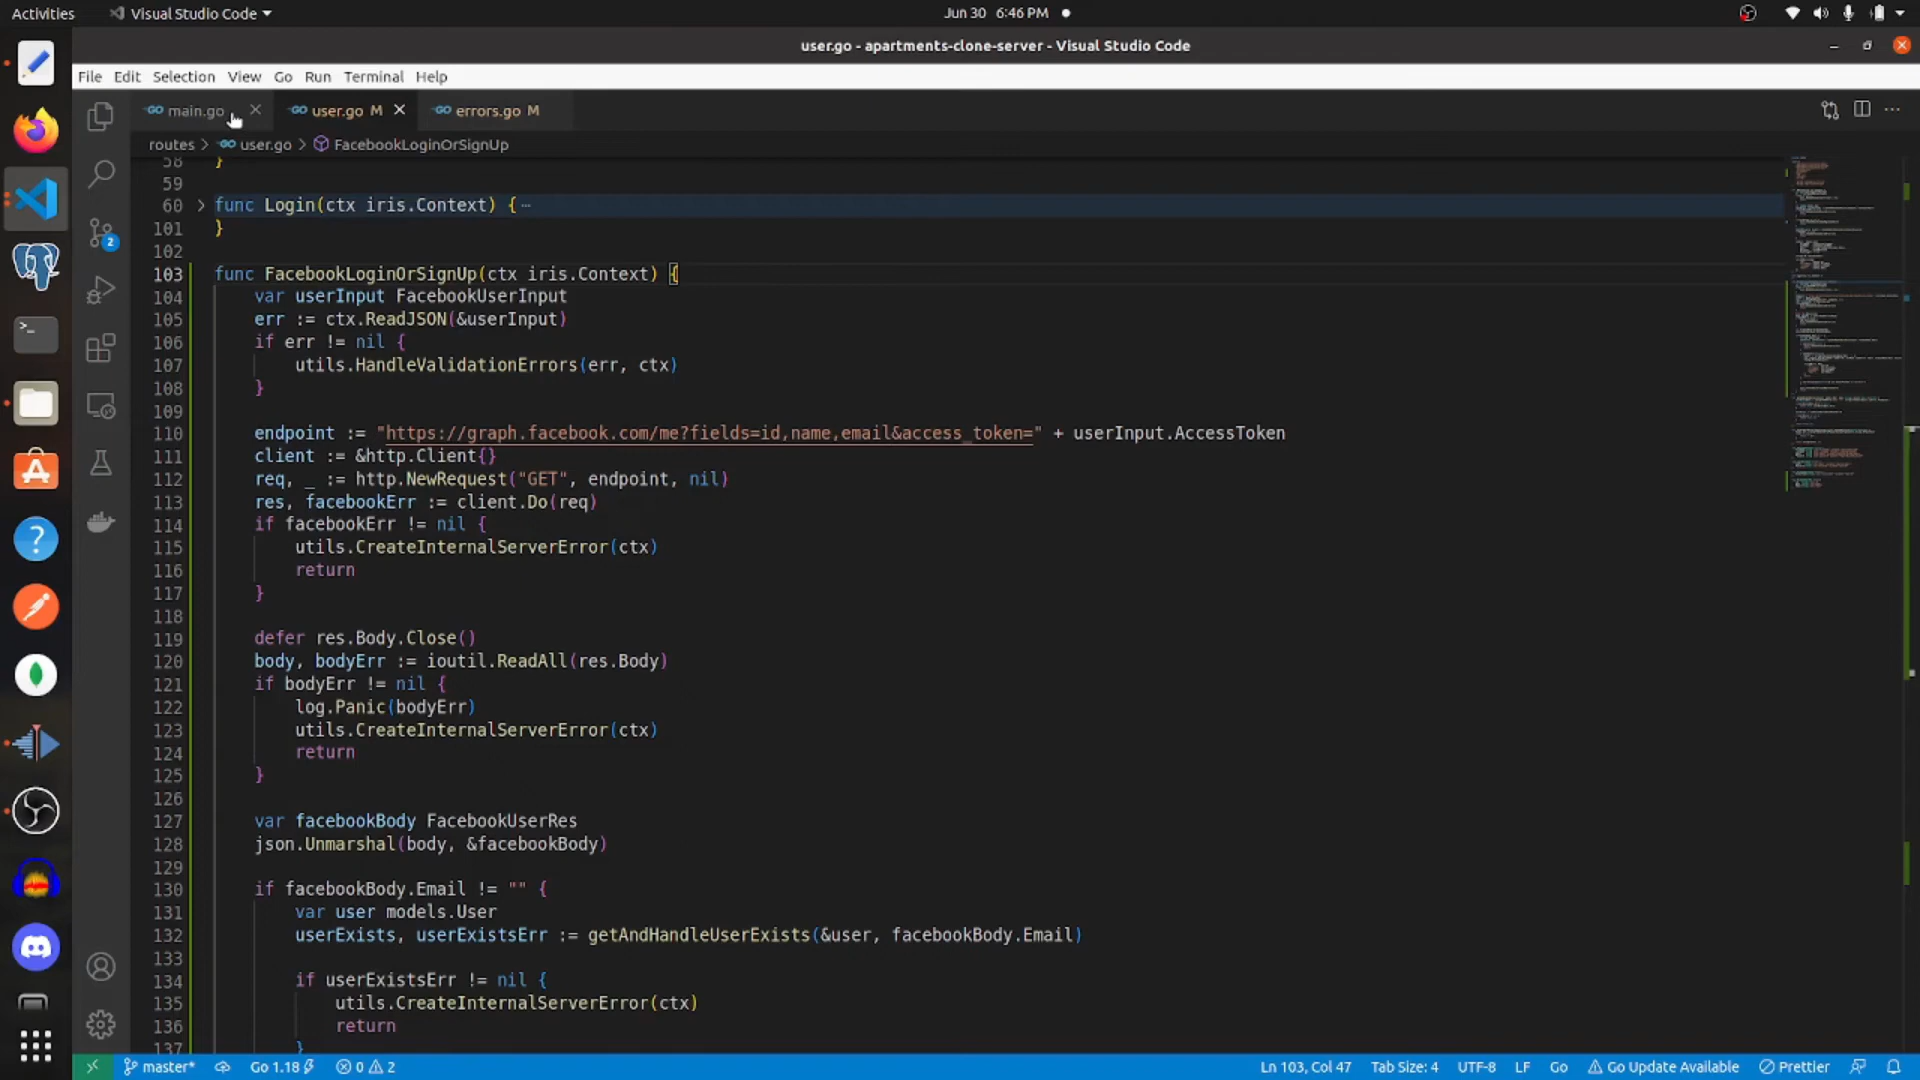 Activities
Visual Studio Code
Jun 30 6:46 PM
user.go - apartments-clone-server - Visual Studio Code
File Edit Selection View Go Run Terminal Help
main.go
user.go M
errors.go M
routes > user.go > FacebookLoginOrSignUp
58 }
59
60 func Login(ctx iris.Context) {
101 }
102
103 func FacebookLoginOrSignUp(ctx iris.Context) {
104 var userInput FacebookUserInput
105 err := ctx.ReadJSON(&userInput)
106 if err != nil {
107 utils.HandleValidationErrors(err, ctx)
108 }
109
110 endpoint := "https://graph.facebook.com/me?fields=id,name,email&access_token=" + userInput.AccessToken
111 client := &http.Client{}
112 req, _ := http.NewRequest("GET", endpoint, nil)
113 res, facebookErr := client.Do(req)
114 if facebookErr != nil {
115 utils.CreateInternalServerError(ctx)
116 return
117 }
118
119 defer res.Body.Close()
120 body, bodyErr := ioutil.ReadAll(res.Body)
121 if bodyErr != nil {
122 log.Panic(bodyErr)
123 utils.CreateInternalServerError(ctx)
124 return
125 }
126
127 var facebookBody FacebookUserRes
128 json.Unmarshal(body, &facebookBody)
129
130 if facebookBody.Email != "" {
131 var user models.User
132 userExists, userExistsErr := getAndHandleUserExists(&user, facebookBody.Email)
133
134 if userExistsErr != nil {
135 utils.CreateInternalServerError(ctx)
136 return
137 }
2
master*
Go 1.18
0
2
Ln 103, Col 47
Tab Size: 4
UTF-8
LF
Go
Go Update Available
Prettier